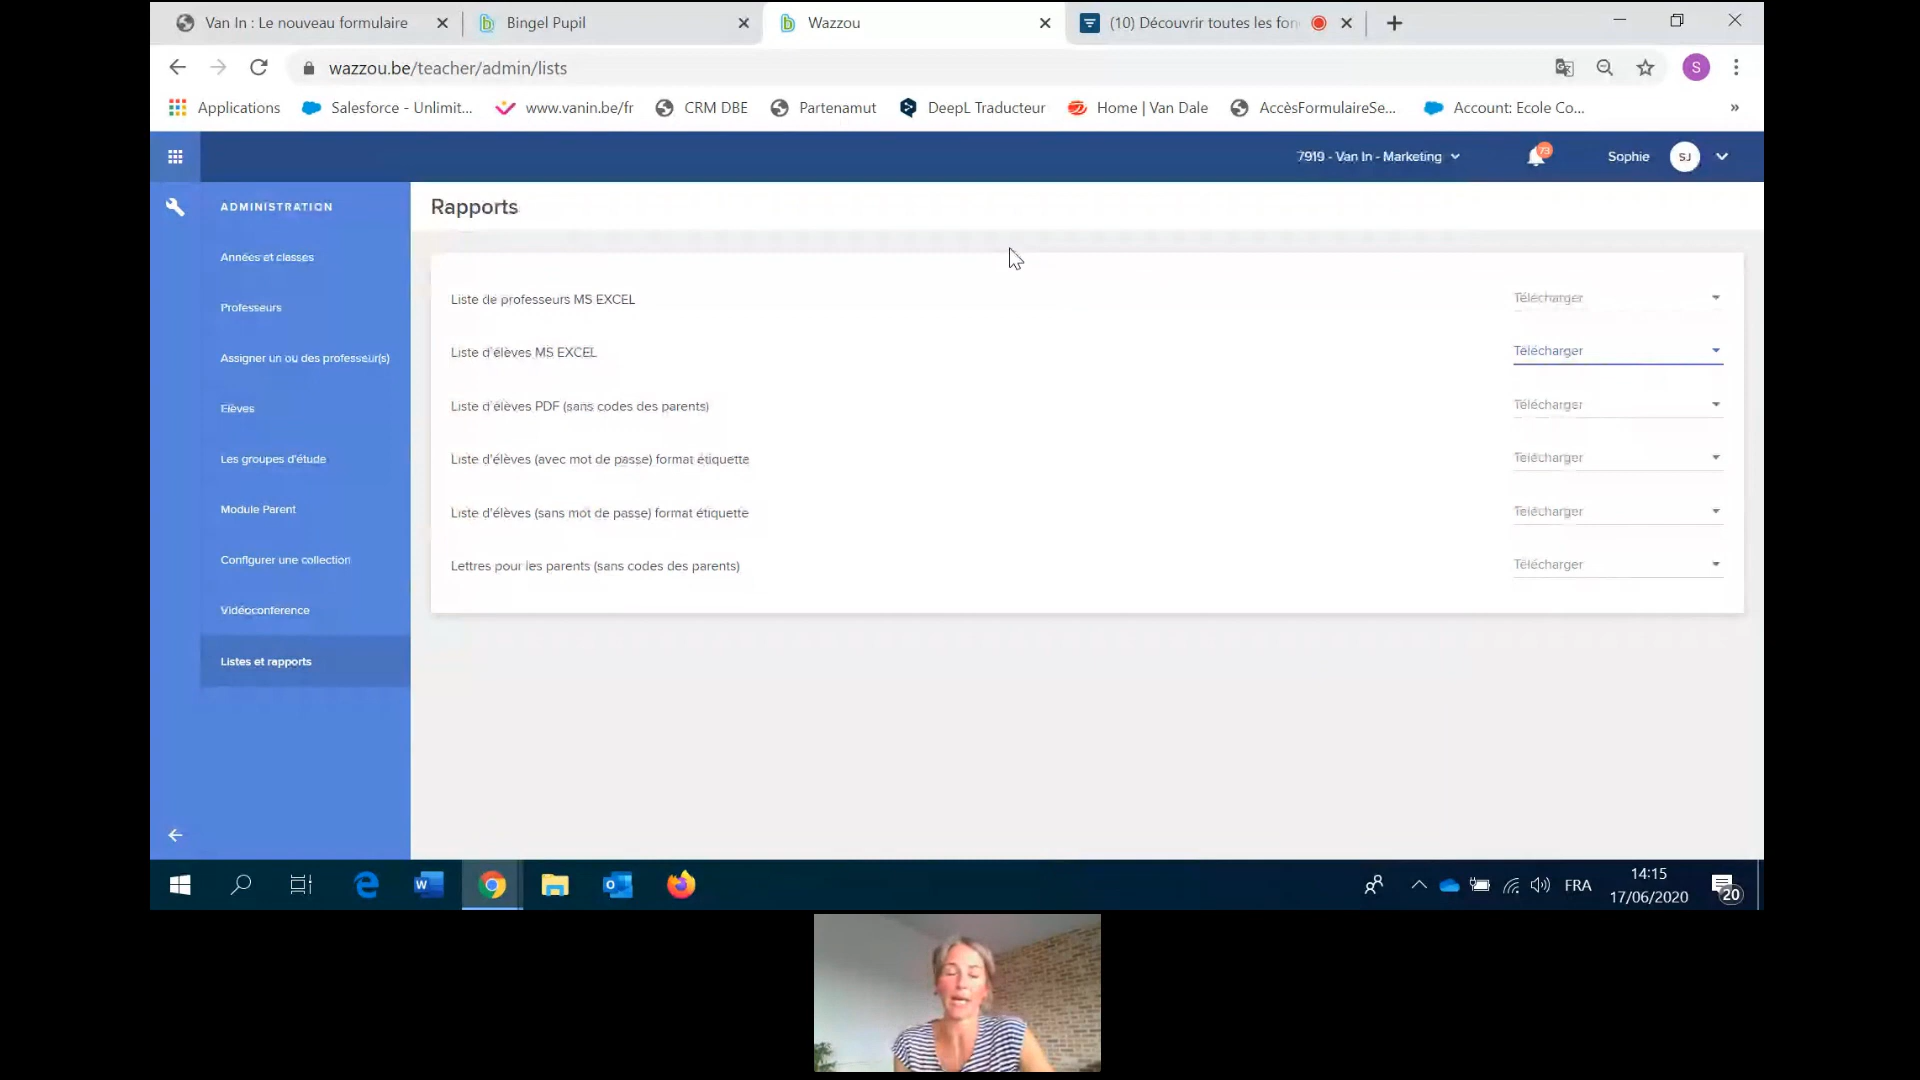 Van In : Le nouveau formulaire
Bingel Pupil
Wazzou
(10) Découvrir toutes les fon
wazzou.be/teacher/admin/lists
S
Applications
Salesforce - Unlimit...
www.vanin.be/fr
CRM DBE
Partenamut
DeepL Traducteur
Home | Van Dale
AccèsFormulaireSe...
Account: Ecole Co...
»
7919 - Van In - Marketing
73
Sophie
SJ
ADMINISTRATION
Années et classes
Professeurs
Assigner un ou des professeur(s)
Elèves
Les groupes d'étude
Module Parent
Configurer une collection
Vidéoconférence
Listes et rapports
Rapports
Liste de professeurs MS EXCEL
Télécharger
Liste d'élèves MS EXCEL
Télécharger
Liste d'élèves PDF (sans codes des parents)
Télécharger
Liste d'élèves (avec mot de passe) format étiquette
Télécharger
Liste d'élèves (sans mot de passe) format étiquette
Télécharger
Lettres pour les parents (sans codes des parents)
Télécharger
FRA
14:15
17/06/2020
20